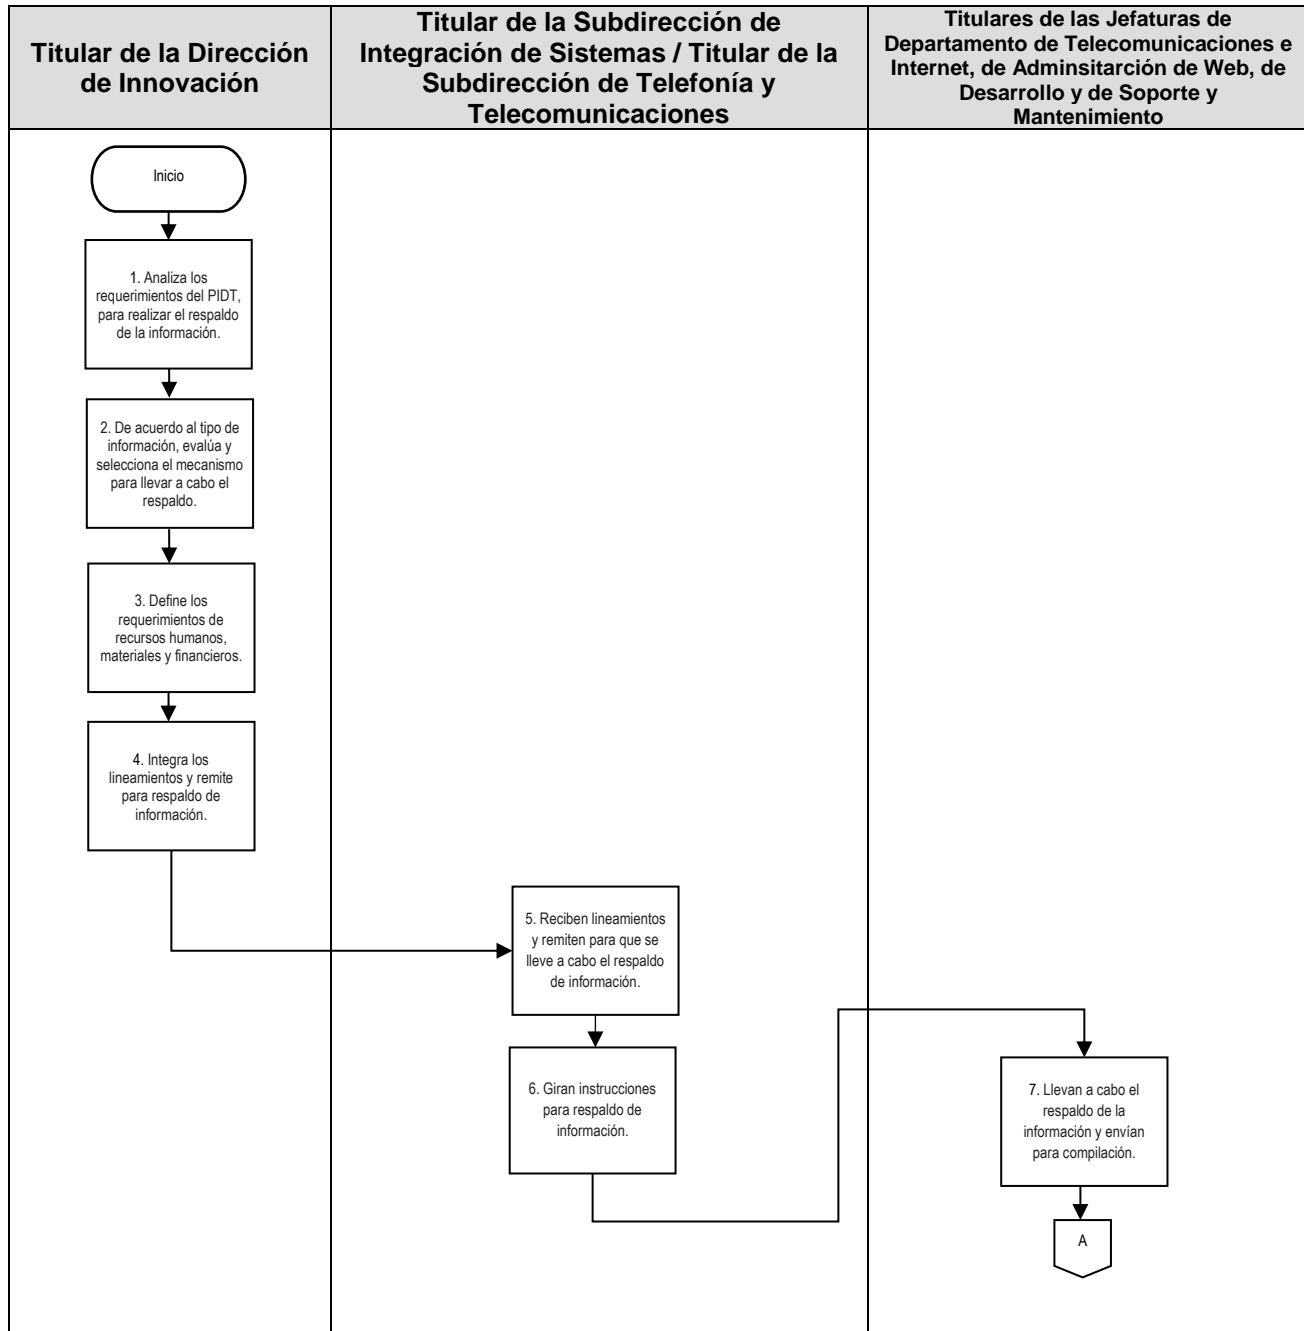 Titular de la Dirección
de Innovación
Titular de la Subdirección de
Integración de Sistemas / Titular de la
Subdirección de Telefonía y
Telecomunicaciones
Titulares de las Jefaturas de
Departamento de Telecomunicaciones e
Internet, de Adminsitarción de Web, de
Desarrollo y de Soporte y
Mantenimiento
Inicio
1. Analiza los
requerimientos del PIDT,
para realizar el respaldo
de la información.
2. De acuerdo al tipo de
información, evalúa y
selecciona el mecanismo
para llevar a cabo el
respaldo.
3. Define los
requerimientos de
recursos humanos,
materiales y financieros.
4. Integra los
lineamientos y remite
para respaldo de
información.
5. Reciben lineamientos
y remiten para que se
lleve a cabo el respaldo
de información.
6. Giran instrucciones
para respaldo de
información.
7. Llevan a cabo el
respaldo de la
información y envían
para compilación.
A